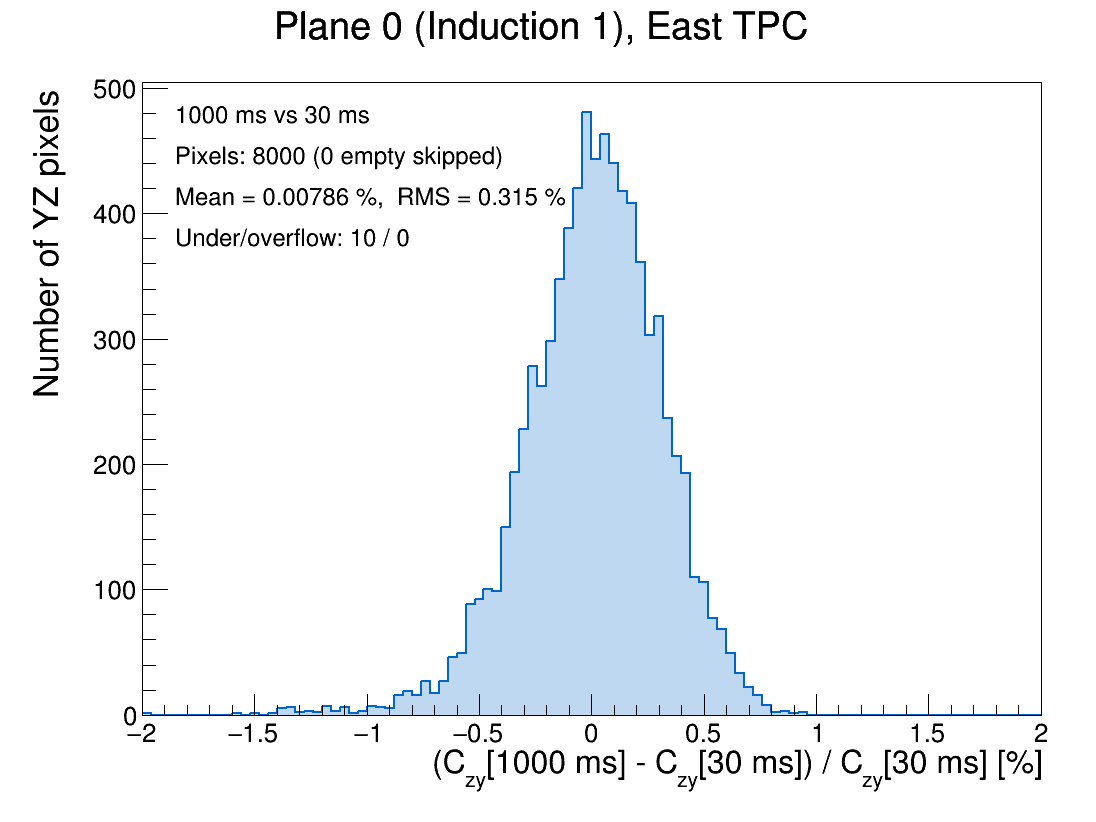 Plane 0 (Induction 1), East TPC
Number of YZ pixels
500
400
300
200
100
0
1000 ms vs 30 ms
Pixels: 8000 (0 empty skipped)
Mean = 0.00786 %, RMS = 0.315 %
Under/overflow: 10 / 0
−2 −1.5 −1 −0.5 0 0.5 1 1.5 2
(C_zy[1000 ms] - C_zy[30 ms]) / C_zy[30 ms] [%]